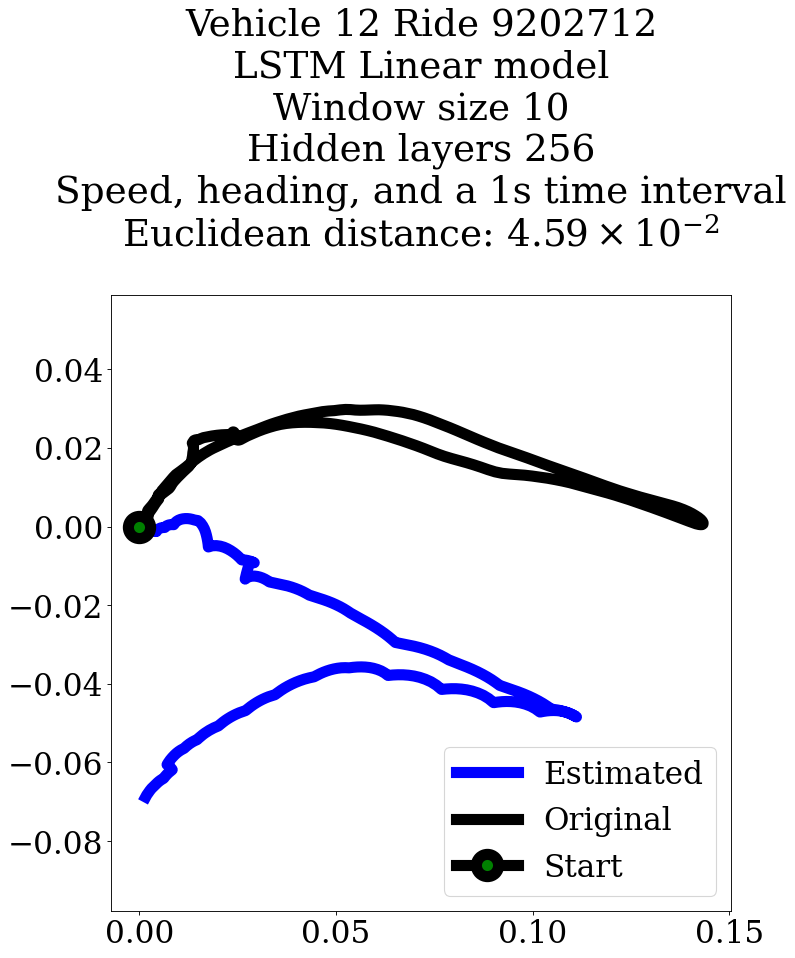 Vehicle 12 Ride 9202712
LSTM Linear model
Window size 10
Hidden layers 256
Speed, heading, and a 1s time interval
Euclidean distance: 4.59 × 10⁻²
0.04
0.02
0.00
−0.02
−0.04
−0.06
−0.08
Estimated
Original
Start
0.00 0.05 0.10 0.15